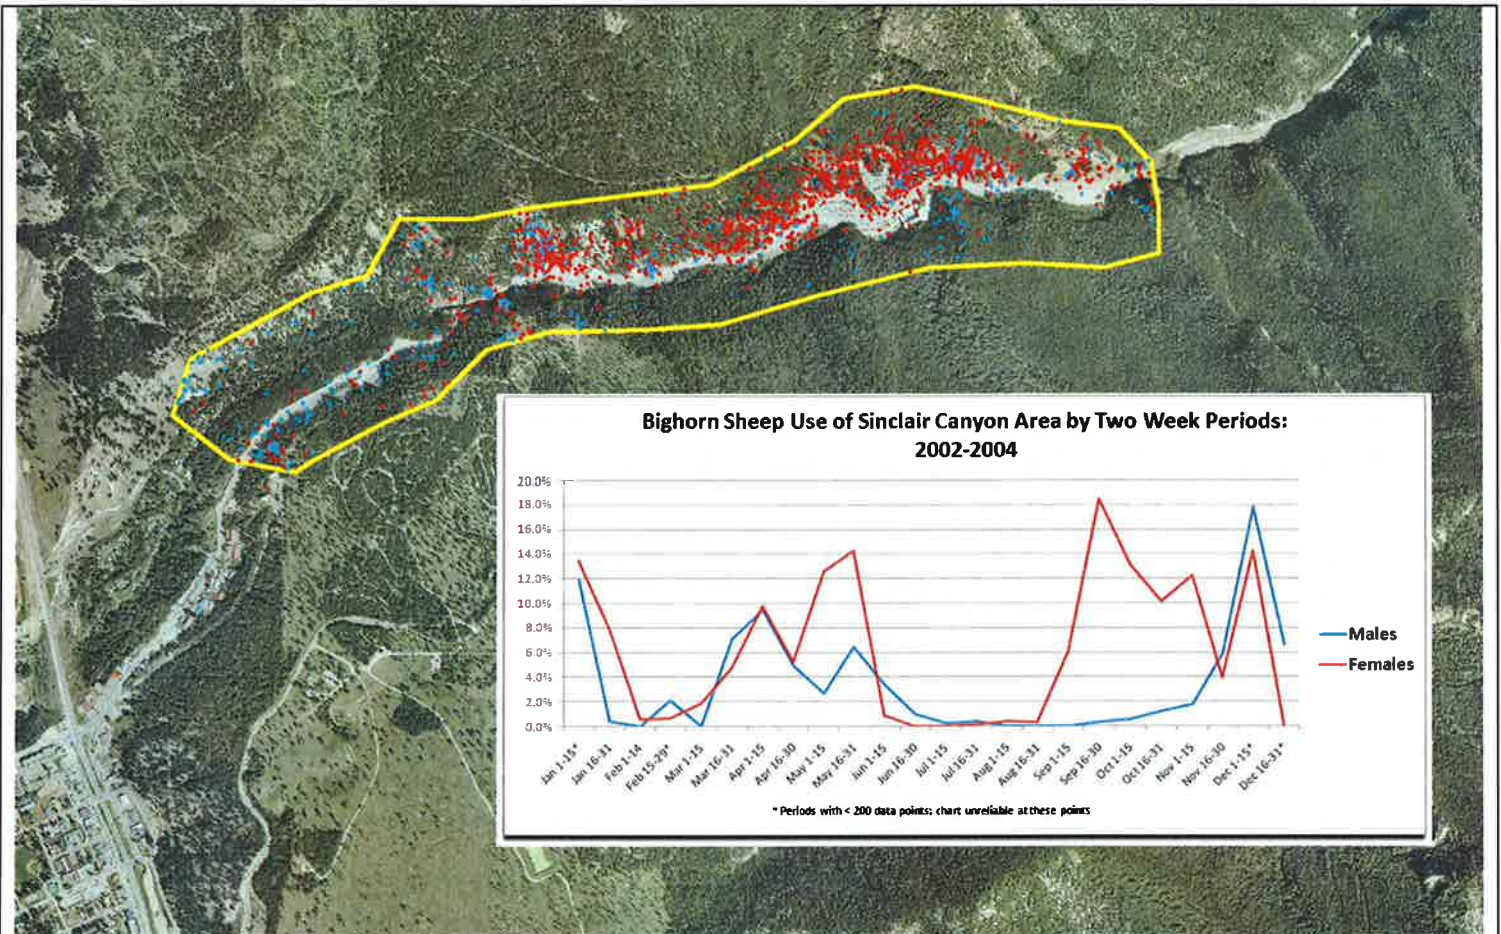 Bighorn Sheep Use of Sinclair Canyon Area by Two Week Periods:
2002-2004
20.0%
18.0%
16.0%
14.0%
12.0%
10.0%
8.0%
6.0%
4.0%
2.0%
0.0%
Jan 1-15*
Jan 16-31
Feb 1-14
Feb 15-29*
Mar 1-15
Mar 16-31
Apr 1-15
Apr 16-30
May 1-15
May 16-31
Jun 1-15
Jun 16-30
Jul 1-15
Jul 16-31
Aug 1-15
Aug 16-31
Sep 1-15
Sep 16-30
Oct 1-15
Oct 16-31
Nov 1-15
Nov 16-30
Dec 1-15*
Dec 16-31*
Males
Females
* Periods with < 200 data points; chart unreliable at these points